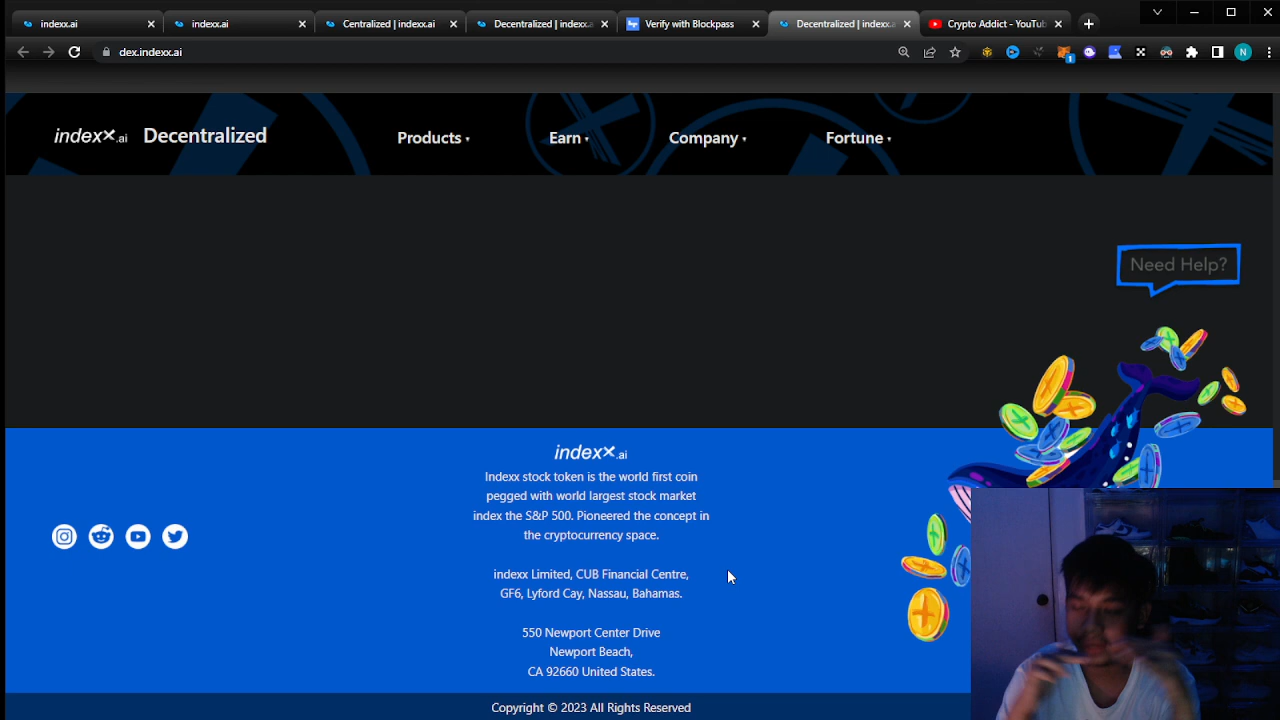 indexx.ai
indexx.ai
Centralized | indexx.ai
Decentralized | indexx.a
Verify with Blockpass
Decentralized | indexx.a
Crypto Addict - YouTub
dex.indexx.ai
1
N
indexx.ai Decentralized
Products
Earn
Company
Fortune
Need Help?
indexx.ai
Indexx stock token is the world first coin
pegged with world largest stock market
index the S&P 500. Pioneered the concept in
the cryptocurrency space.
indexx Limited, CUB Financial Centre,
GF6, Lyford Cay, Nassau, Bahamas.
550 Newport Center Drive
Newport Beach,
CA 92660 United States.
Copyright © 2023 All Rights Reserved